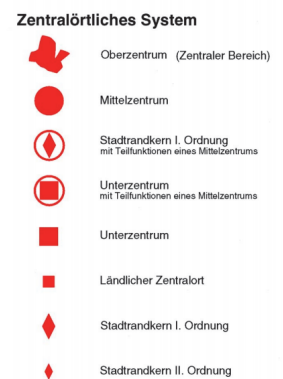 Zentralörtliches System
Oberzentrum (Zentraler Bereich)
Mittelzentrum
Stadtrandkern I. Ordnung
mit Teilfunktionen eines Mittelzentrums
Unterzentrum
mit Teilfunktionen eines Mittelzentrums
Unterzentrum
Ländlicher Zentralort
Stadtrandkern I. Ordnung
Stadtrandkern II. Ordnung